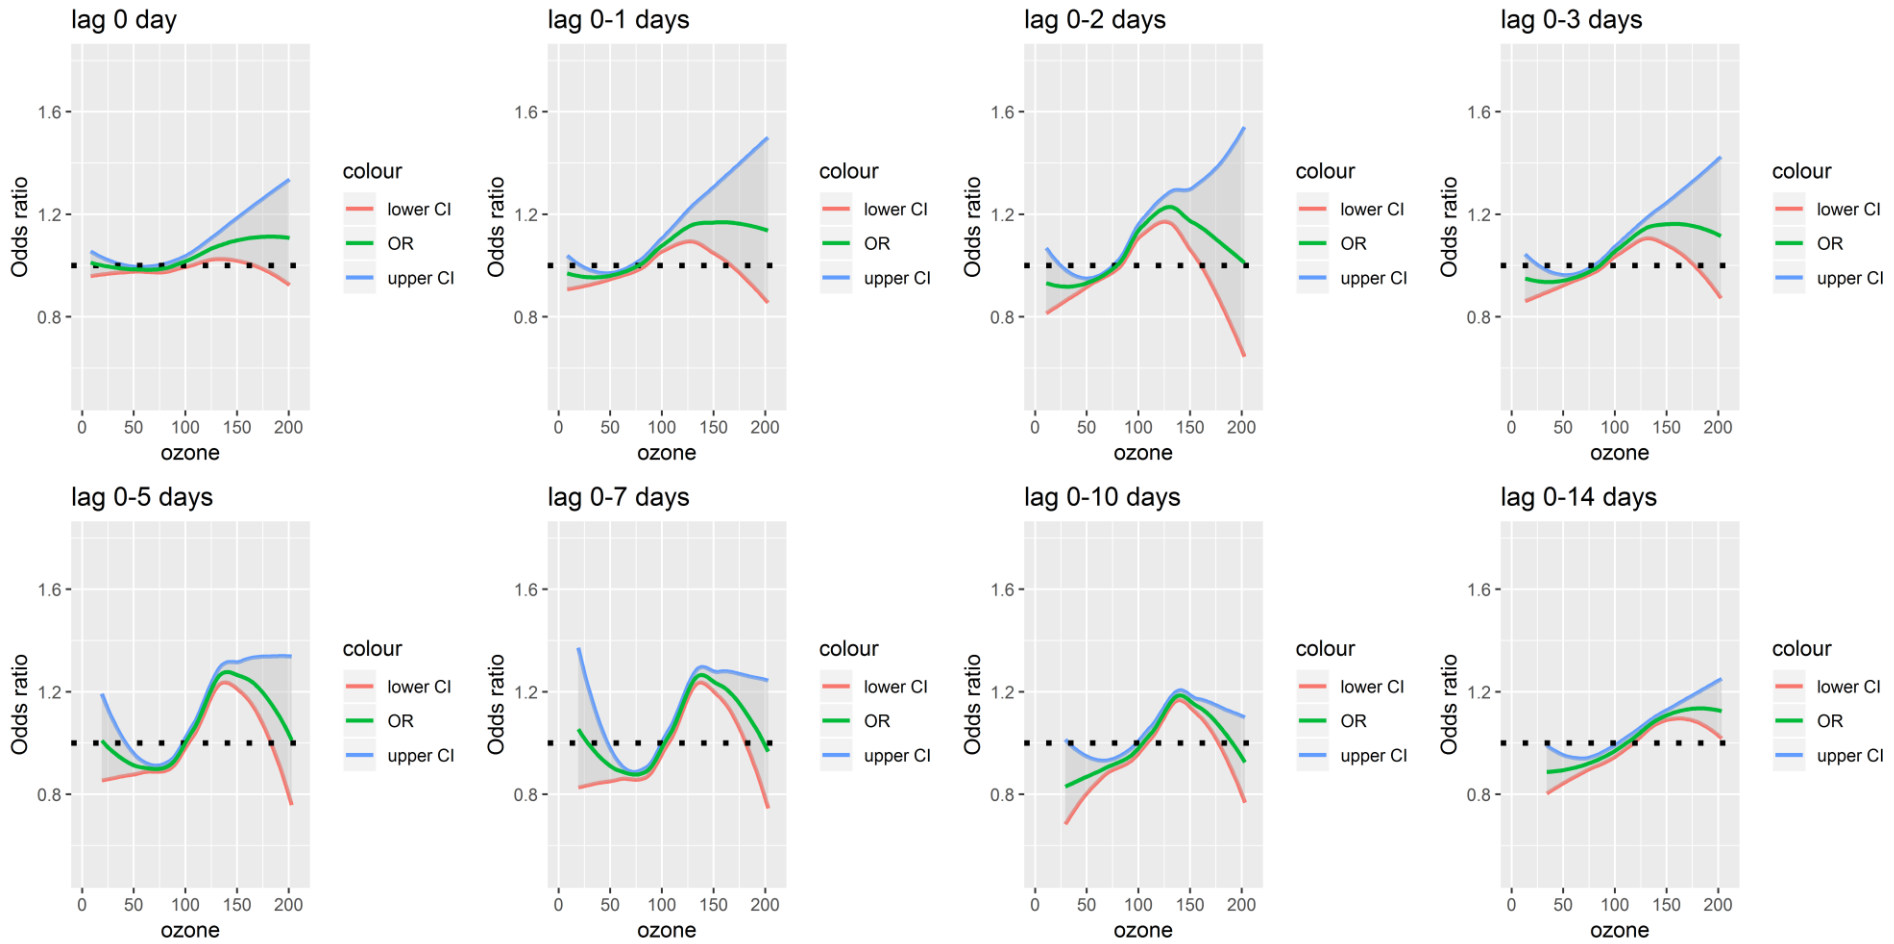 lag 0 day
Odds ratio
1.6
1.2
0.8
0 50 100 150 200
ozone
colour
lower CI
OR
upper CI
lag 0-1 days
Odds ratio
1.6
1.2
0.8
0 50 100 150 200
ozone
colour
lower CI
OR
upper CI
lag 0-2 days
Odds ratio
1.6
1.2
0.8
0 50 100 150 200
ozone
colour
lower CI
OR
upper CI
lag 0-3 days
Odds ratio
1.6
1.2
0.8
0 50 100 150 200
ozone
colour
lower CI
OR
upper CI
lag 0-5 days
Odds ratio
1.6
1.2
0.8
0 50 100 150 200
ozone
colour
lower CI
OR
upper CI
lag 0-7 days
Odds ratio
1.6
1.2
0.8
0 50 100 150 200
ozone
colour
lower CI
OR
upper CI
lag 0-10 days
Odds ratio
1.6
1.2
0.8
0 50 100 150 200
ozone
colour
lower CI
OR
upper CI
lag 0-14 days
Odds ratio
1.6
1.2
0.8
0 50 100 150 200
ozone
colour
lower CI
OR
upper CI